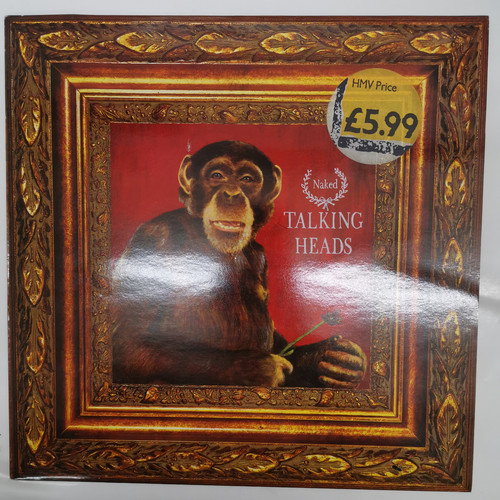 HMV Price
£5.99
Naked
TALKING
HEADS